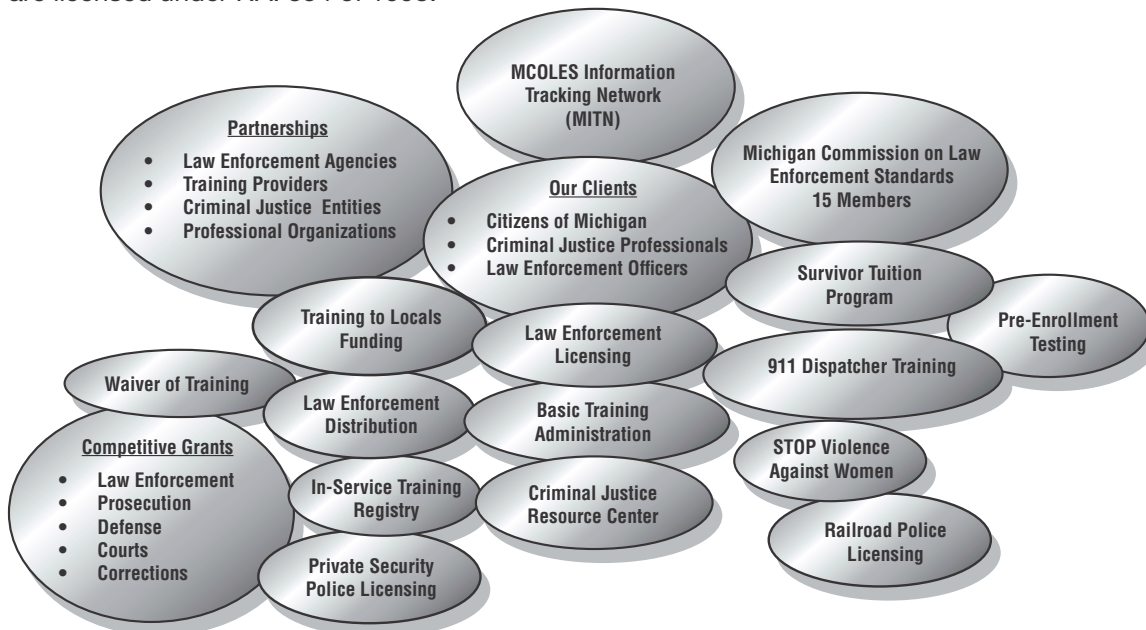 are licensed under
MCOLES Information
Tracking Network
(MITN)
Partnerships
• Law Enforcement Agencies
• Training Providers
• Criminal Justice Entities
• Professional Organizations
Michigan Commission on Law
Enforcement Standards
15 Members
Our Clients
• Citizens of Michigan
• Criminal Justice Professionals
• Law Enforcement Officers
Survivor Tuition
Program
Training to Locals
Funding
Law Enforcement
Licensing
Pre-Enrollment
Testing
Waiver of Training
911 Dispatcher Training
Law Enforcement
Distribution
Basic Training
Administration
Competitive Grants
• Law Enforcement
• Prosecution
• Defense
• Courts
• Corrections
STOP Violence
Against Women
In-Service Training
Registry
Criminal Justice
Resource Center
Railroad Police
Licensing
Private Security
Police Licensing